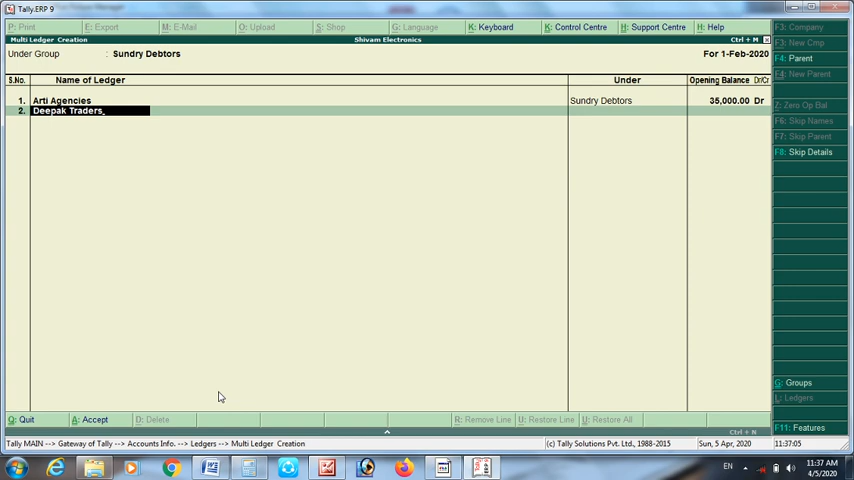 Tally.ERP 9
P: Print E: Export M: E-Mail O: Upload S: Shop G: Language K: Keyboard K: Control Centre H: Support Centre H: Help
Multi Ledger Creation Shivam Electronics Ctrl + M
Under Group : Sundry Debtors For 1-Feb-2020
S.No. Name of Ledger Under Opening Balance Dr/Cr
1. Arti Agencies Sundry Debtors 35,000.00 Dr
2. Deepak Traders
F3: Company
F3: New Cmp
F4: Parent
F4: New Parent
Z: Zero Op Bal
F6: Skip Names
F7: Skip Parent
F8: Skip Details
G: Groups
L: Ledgers
F11: Features
Q: Quit A: Accept D: Delete R: Remove Line U: Restore Line U: Restore All
Ctrl + N
Tally MAIN --> Gateway of Tally --> Accounts Info. --> Ledgers --> Multi Ledger Creation (c) Tally Solutions Pvt. Ltd., 1988-2015 Sun, 5 Apr, 2020 11:37:05
EN 11:37 AM
4/5/2020